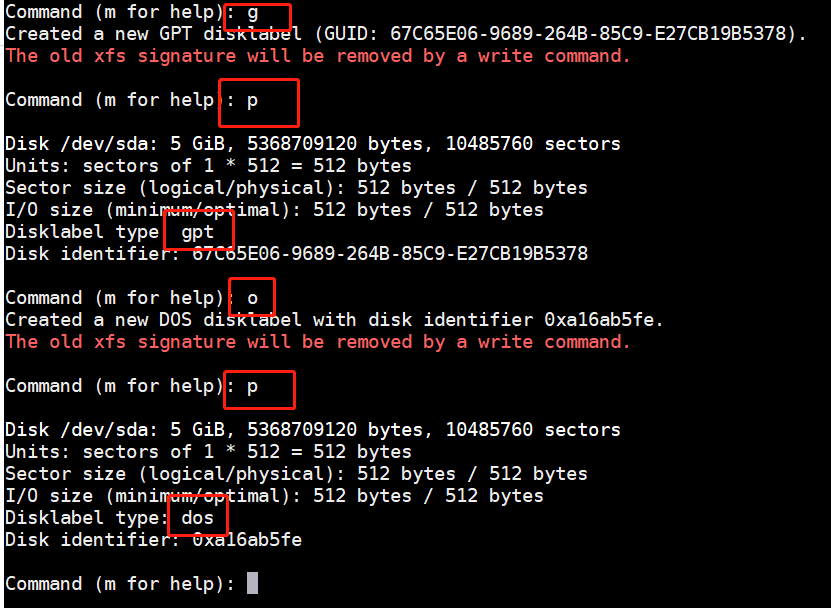 Command (m for help): g
Created a new GPT disklabel (GUID: 67C65E06-9689-264B-85C9-E27CB19B5378).
The old xfs signature will be removed by a write command.
Command (m for help): p
Disk /dev/sda: 5 GiB, 5368709120 bytes, 10485760 sectors
Units: sectors of 1 * 512 = 512 bytes
Sector size (logical/physical): 512 bytes / 512 bytes
I/O size (minimum/optimal): 512 bytes / 512 bytes
Disklabel type: gpt
Disk identifier: 67C65E06-9689-264B-85C9-E27CB19B5378
Command (m for help): o
Created a new DOS disklabel with disk identifier 0xa16ab5fe.
The old xfs signature will be removed by a write command.
Command (m for help): p
Disk /dev/sda: 5 GiB, 5368709120 bytes, 10485760 sectors
Units: sectors of 1 * 512 = 512 bytes
Sector size (logical/physical): 512 bytes / 512 bytes
I/O size (minimum/optimal): 512 bytes / 512 bytes
Disklabel type: dos
Disk identifier: 0xa16ab5fe
Command (m for help):